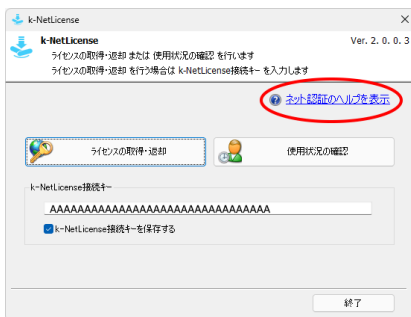 k-NetLicense
k-NetLicense
Ver. 2. 0. 0. 3
ライセンスの取得・返却 または 使用状況の確認 を行います
ライセンスの取得・返却 を行う場合は k-NetLicense接続キー を入力します
ネット認証のヘルプを表示
ライセンスの取得・返却
使用状況の確認
k-NetLicense接続キー
AAAAAAAAAAAAAAAAAAAAAAAAAAAAAAAA
k-NetLicense接続キーを保存する
終了